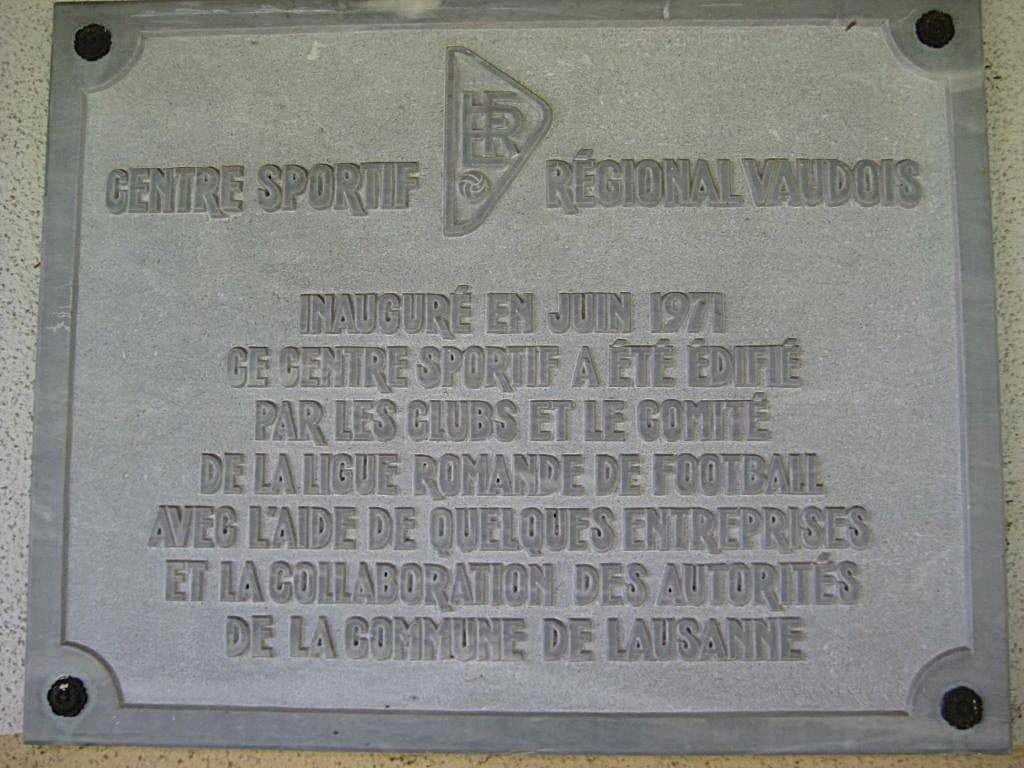 CENTRE SPORTIF RÉGIONAL VAUDOIS
INAUGURÉ EN JUIN 1971
CE CENTRE SPORTIF A ÉTÉ ÉDIFIÉ
PAR LES CLUBS ET LE COMITÉ
DE LA LIGUE ROMANDE DE FOOTBALL
AVEC L'AIDE DE QUELQUES ENTREPRISES
ET LA COLLABORATION DES AUTORITÉS
DE LA COMMUNE DE LAUSANNE